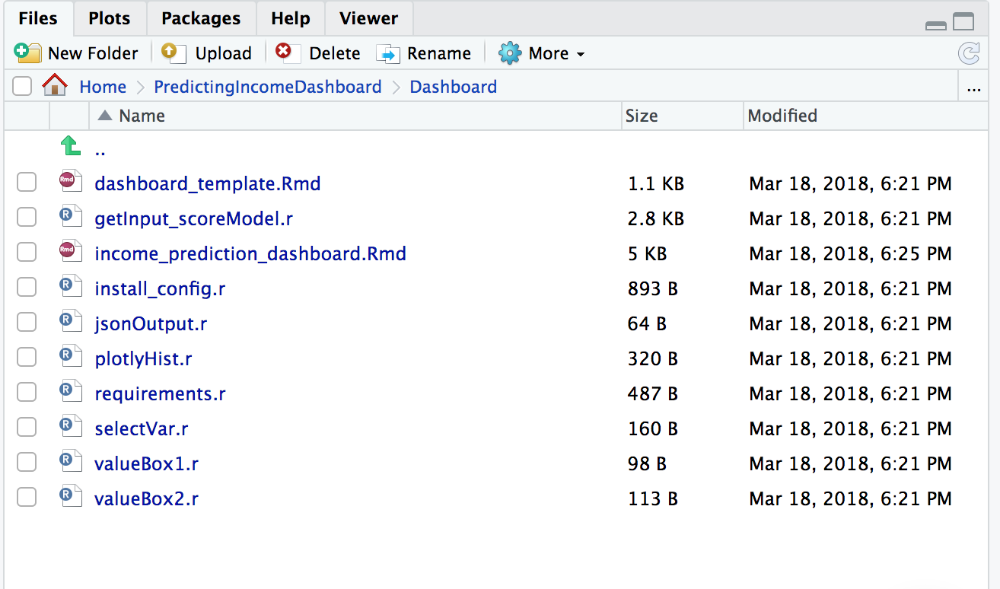 Files Plots Packages Help Viewer
New Folder Upload Delete Rename More
Home PredictingIncomeDashboard Dashboard ...
Name Size Modified
..
Rmd dashboard_template.Rmd 1.1 KB Mar 18, 2018, 6:21 PM
R getInput_scoreModel.r 2.8 KB Mar 18, 2018, 6:21 PM
Rmd income_prediction_dashboard.Rmd 5 KB Mar 18, 2018, 6:25 PM
R install_config.r 893 B Mar 18, 2018, 6:21 PM
R jsonOutput.r 64 B Mar 18, 2018, 6:21 PM
R plotlyHist.r 320 B Mar 18, 2018, 6:21 PM
R requirements.r 487 B Mar 18, 2018, 6:21 PM
R selectVar.r 160 B Mar 18, 2018, 6:21 PM
R valueBox1.r 98 B Mar 18, 2018, 6:21 PM
R valueBox2.r 113 B Mar 18, 2018, 6:21 PM